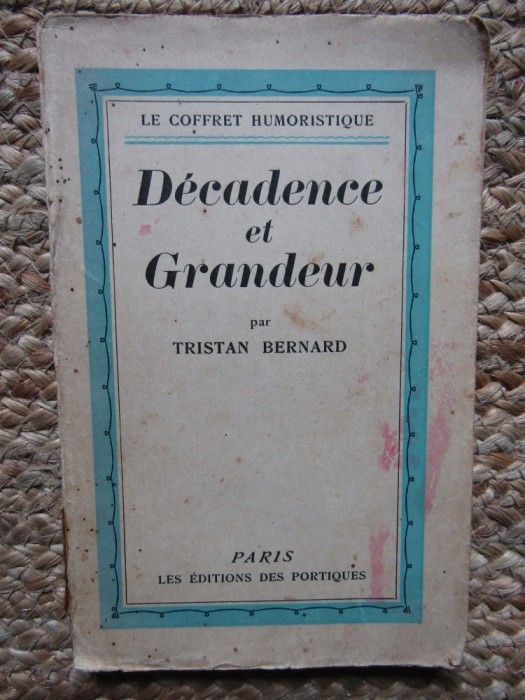 LE COFFRET HUMORISTIQUE
Décadence
et
Grandeur
par
TRISTAN BERNARD
PARIS
LES ÉDITIONS DES PORTIQUES